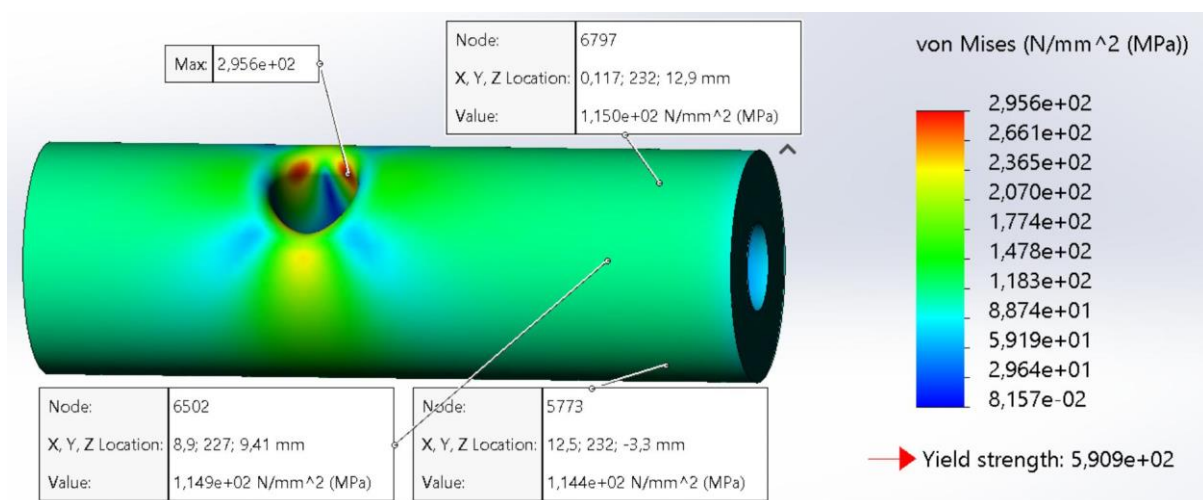 Max: 2,956e+02
Node: 6797
X, Y, Z Location: 0,117; 232; 12,9 mm
Value: 1,150e+02 N/mm^2 (MPa)
von Mises (N/mm^2 (MPa))
2,956e+02
2,661e+02
2,365e+02
2,070e+02
1,774e+02
1,478e+02
1,183e+02
8,874e+01
5,919e+01
2,964e+01
8,157e-02
Yield strength: 5,909e+02
Node: 6502
X, Y, Z Location: 8,9; 227; 9,41 mm
Value: 1,149e+02 N/mm^2 (MPa)
Node: 5773
X, Y, Z Location: 12,5; 232; -3,3 mm
Value: 1,144e+02 N/mm^2 (MPa)